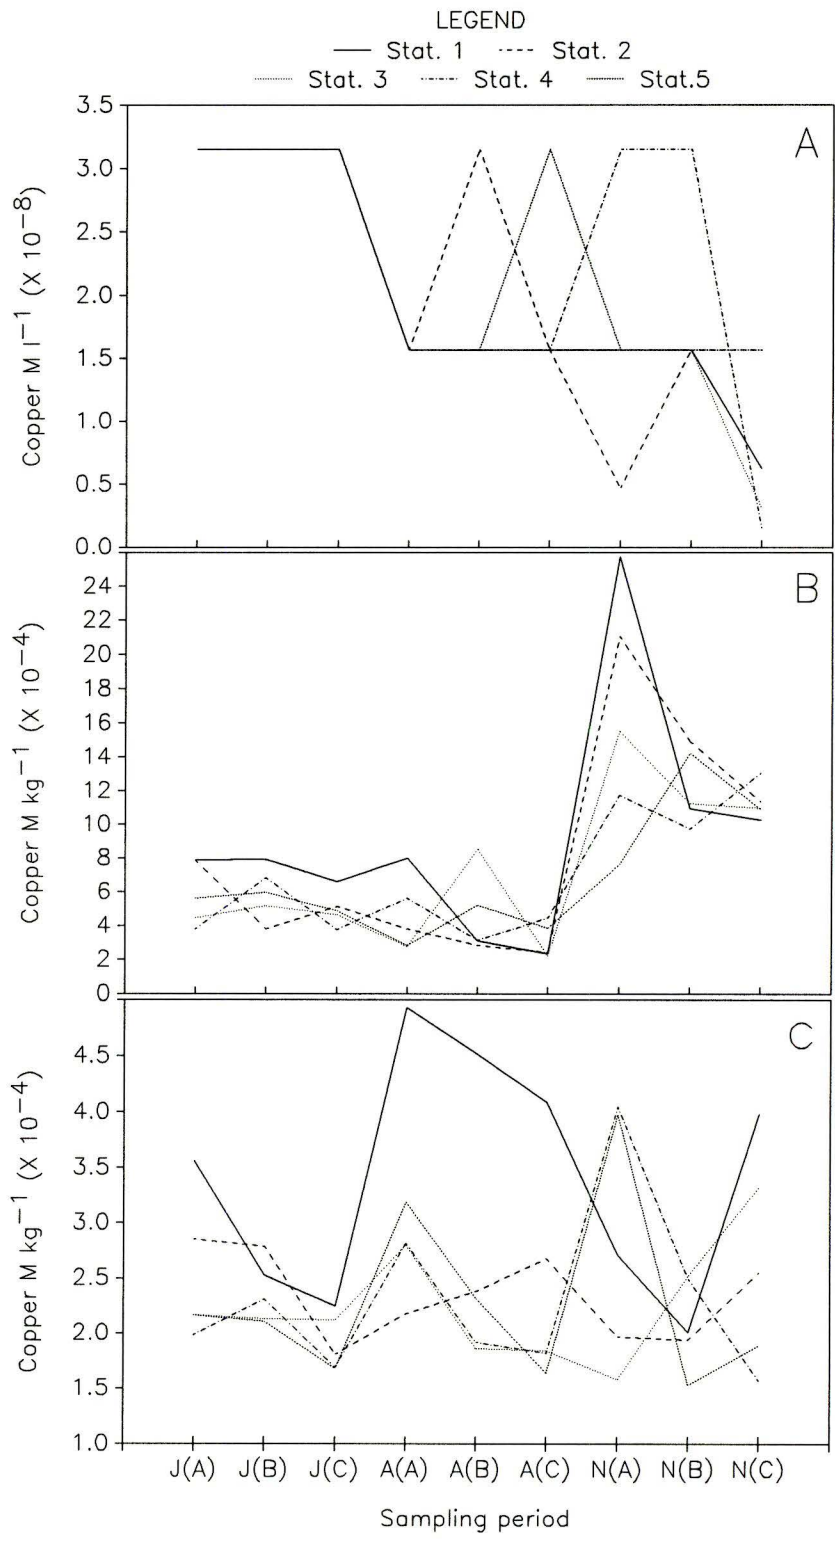 LEGEND
Stat. 1 Stat. 2
Stat. 3 Stat. 4 Stat.5
A
3.5
3.0
2.5
2.0
1.5
1.0
0.5
0.0
Copper M l⁻¹ (X 10⁻⁸)
B
24
22
20
18
16
14
12
10
8
6
4
2
0
Copper M kg⁻¹ (X 10⁻⁴)
C
4.5
4.0
3.5
3.0
2.5
2.0
1.5
1.0
Copper M kg⁻¹ (X 10⁻⁴)
J(A) J(B) J(C) A(A) A(B) A(C) N(A) N(B) N(C)
Sampling period